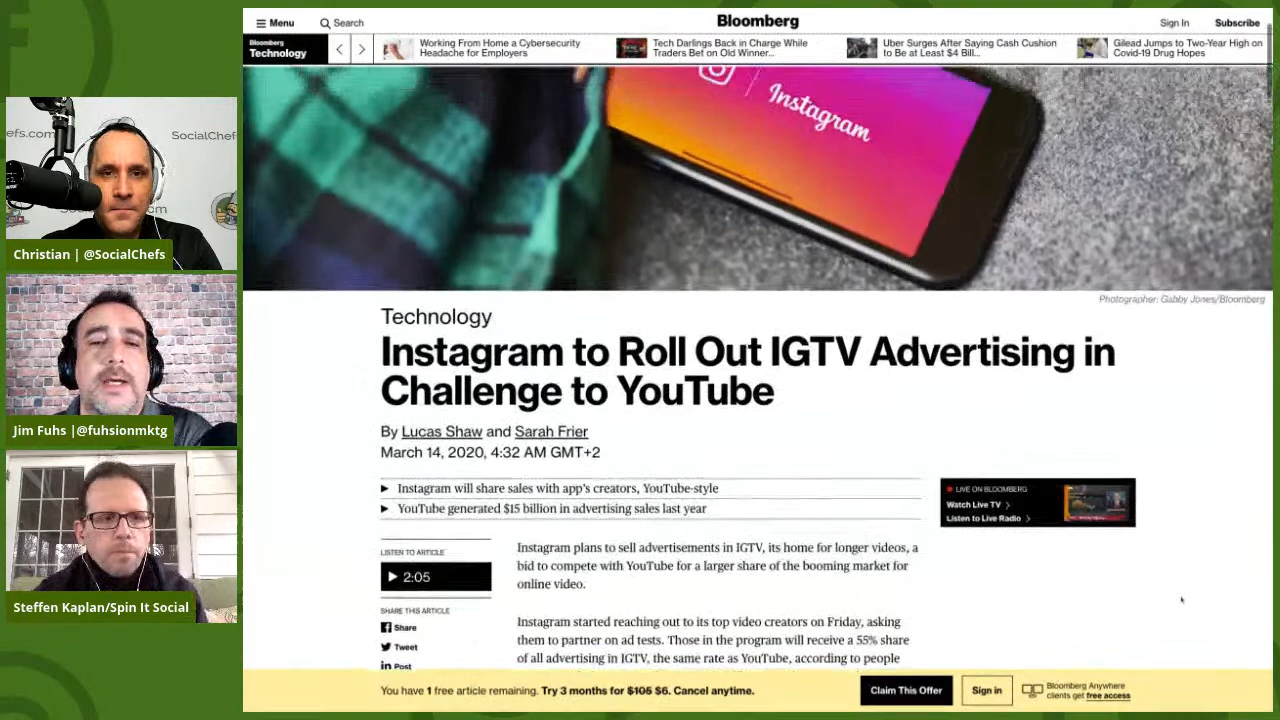 Menu
Search
Bloomberg
Sign In
Subscribe
Bloomberg
Technology
Working From Home a Cybersecurity
Headache for Employers
Tech Darlings Back in Charge While
Traders Bet on Old Winner...
Uber Surges After Saying Cash Cushion
to Be at Least $4 Bill...
Gilead Jumps to Two-Year High on
Covid-19 Drug Hopes
Instagram
Photographer: Gabby Jones/Bloomberg
Technology
Instagram to Roll Out IGTV Advertising in
Challenge to YouTube
By Lucas Shaw and Sarah Frier
March 14, 2020, 4:32 AM GMT+2
Instagram will share sales with app's creators, YouTube-style
YouTube generated $15 billion in advertising sales last year
LIVE ON BLOOMBERG
Watch Live TV
Listen to Live Radio
LISTEN TO ARTICLE
2:05
SHARE THIS ARTICLE
Share
Tweet
Post
Instagram plans to sell advertisements in IGTV, its home for longer videos, a
bid to compete with YouTube for a larger share of the booming market for
online video.
Instagram started reaching out to its top video creators on Friday, asking
them to partner on ad tests. Those in the program will receive a 55% share
of all advertising in IGTV, the same rate as YouTube, according to people
You have 1 free article remaining. Try 3 months for $105 $6. Cancel anytime.
Claim This Offer
Sign in
Bloomberg Anywhere
clients get free access
efs.com
SocialChef
Christian | @SocialChefs
Jim Fuhs |@fuhsionmktg
Steffen Kaplan/Spin It Social